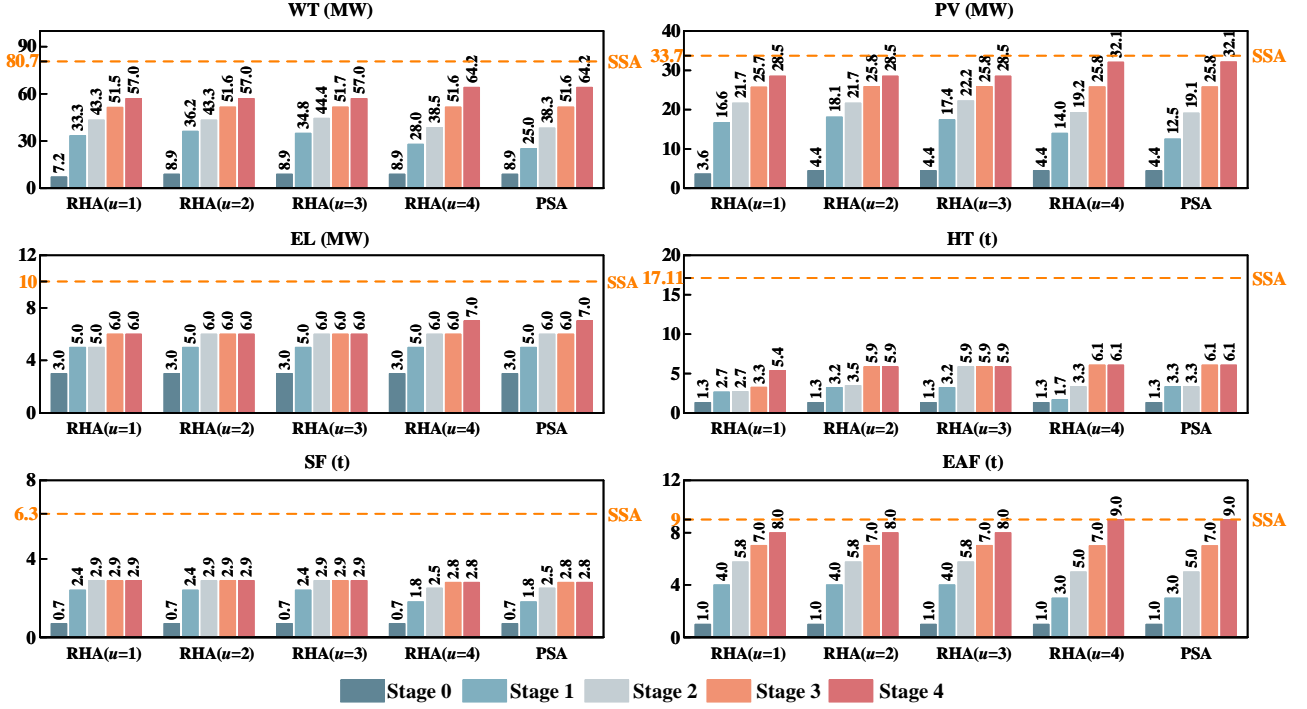 WT (MW)
90
80.7
60
30
0
SSA
7.2 33.3 43.3 51.5 57.0
8.9 36.2 43.3 51.6 57.0
8.9 34.8 44.4 51.7 57.0
8.9 28.0 38.5 51.6 64.2
8.9 25.0 38.3 51.6 64.2
RHA(u=1) RHA(u=2) RHA(u=3) RHA(u=4) PSA
PV (MW)
40
33.7
30
20
10
0
SSA
3.6 16.6 21.7 25.7 28.5
4.4 18.1 21.7 25.8 28.5
4.4 17.4 22.2 25.8 28.5
4.4 14.0 19.2 25.8 32.1
4.4 12.5 19.1 25.8 32.1
RHA(u=1) RHA(u=2) RHA(u=3) RHA(u=4) PSA
EL (MW)
12
10
8
4
0
SSA
3.0 5.0 5.0 6.0 6.0
3.0 5.0 6.0 6.0 6.0
3.0 5.0 6.0 6.0 6.0
3.0 5.0 6.0 6.0 7.0
3.0 5.0 6.0 6.0 7.0
RHA(u=1) RHA(u=2) RHA(u=3) RHA(u=4) PSA
HT (t)
20
17.11
15
10
5
0
SSA
1.3 2.7 2.7 3.3 5.4
1.3 3.2 3.5 5.9 5.9
1.3 3.2 5.9 5.9 5.9
1.3 1.7 3.3 6.1 6.1
1.3 3.3 3.3 6.1 6.1
RHA(u=1) RHA(u=2) RHA(u=3) RHA(u=4) PSA
SF (t)
8
6.3
4
0
SSA
0.7 2.4 2.9 2.9 2.9
0.7 2.4 2.9 2.9 2.9
0.7 2.4 2.9 2.9 2.9
0.7 1.8 2.5 2.8 2.8
0.7 1.8 2.5 2.8 2.8
RHA(u=1) RHA(u=2) RHA(u=3) RHA(u=4) PSA
EAF (t)
12
9
8
4
0
SSA
1.0 4.0 5.8 7.0 8.0
1.0 4.0 5.8 7.0 8.0
1.0 4.0 5.8 7.0 8.0
1.0 3.0 5.0 7.0 9.0
1.0 3.0 5.0 7.0 9.0
RHA(u=1) RHA(u=2) RHA(u=3) RHA(u=4) PSA
Stage 0 Stage 1 Stage 2 Stage 3 Stage 4